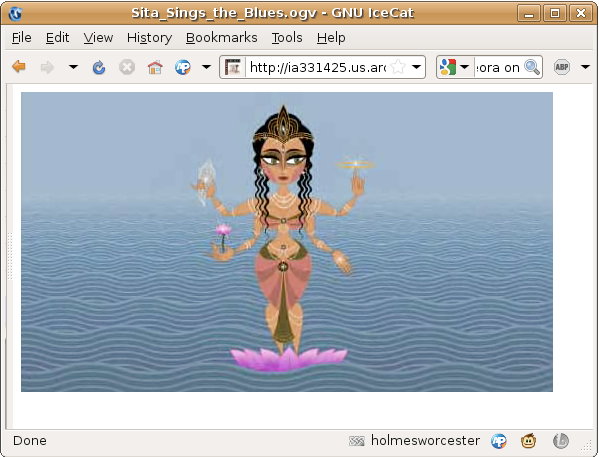 Sita_Sings_the_Blues.ogv - GNU IceCat
File Edit View History Bookmarks Tools Help
http://ia331425.us.ar ora on ABP
Done holmesworcester